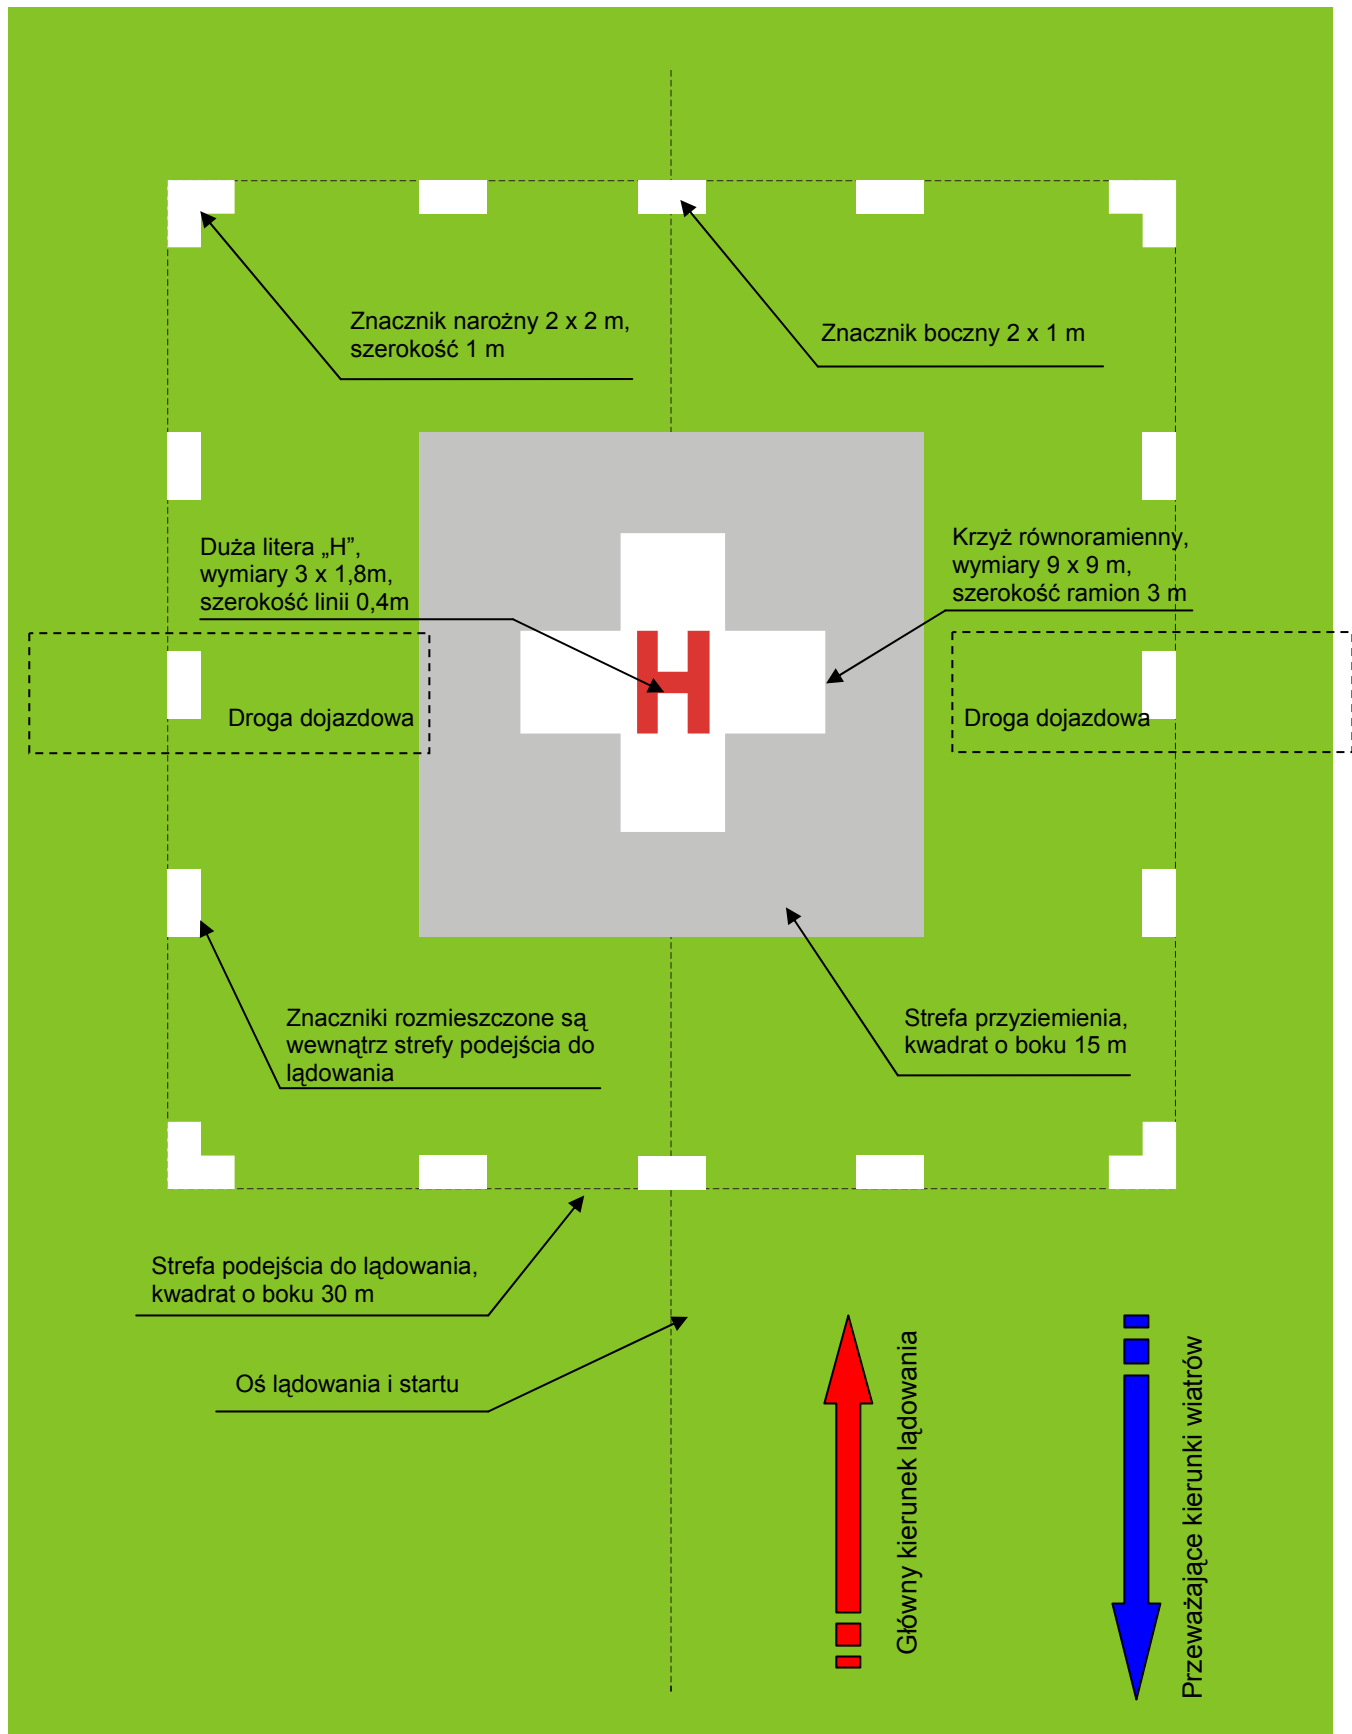 Znacznik narożny 2 x 2 m,
szerokość 1 m
Znacznik boczny 2 x 1 m
Duża litera „H”,
wymiary 3 x 1,8m,
szerokość linii 0,4m
Krzyż równoramienny,
wymiary 9 x 9 m,
szerokość ramion 3 m
H
Droga dojazdowa
Droga dojazdowa
Znaczniki rozmieszczone są
wewnątrz strefy podejścia do
lądowania
Strefa przyziemienia,
kwadrat o boku 15 m
Strefa podejścia do lądowania,
kwadrat o boku 30 m
Oś lądowania i startu
Główny kierunek lądowania
Przeważające kierunki wiatrów